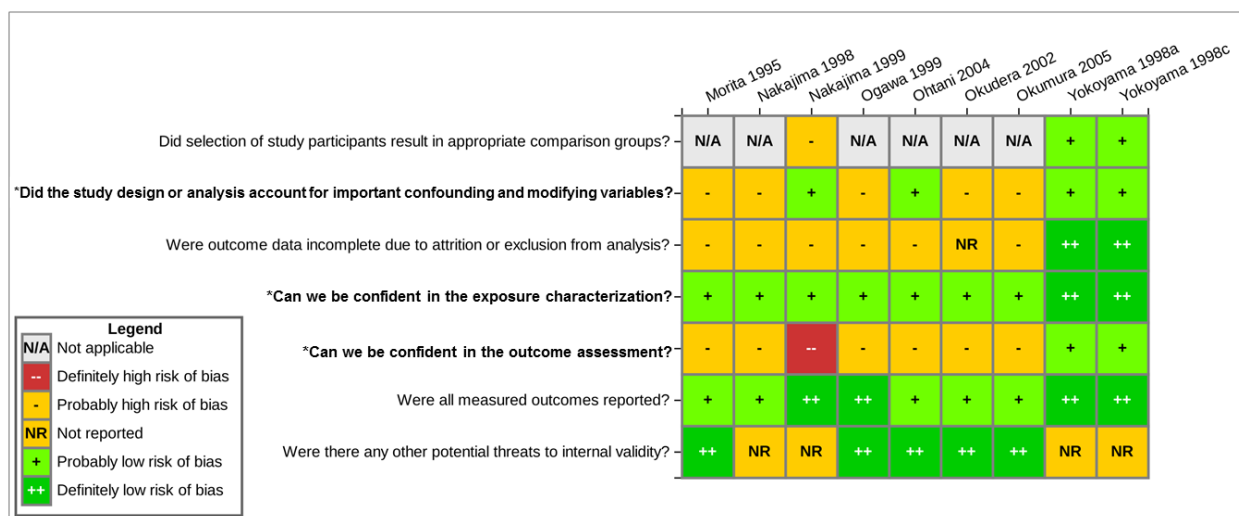 Morita 1995 Nakajima 1998 Nakajima 1999 Ogawa 1999 Ohtani 2004 Okudera 2002 Okumura 2005 Yokoyama 1998a Yokoyama 1998c
Did selection of study participants result in appropriate comparison groups? N/A N/A - N/A N/A N/A N/A + +
*Did the study design or analysis account for important confounding and modifying variables? - - + - + - - + +
Were outcome data incomplete due to attrition or exclusion from analysis? - - - - - NR - ++ ++
*Can we be confident in the exposure characterization? + + + + + + + ++ ++
*Can we be confident in the outcome assessment? - - -- - - - - + +
Were all measured outcomes reported? + + ++ ++ + + + ++ ++
Were there any other potential threats to internal validity? ++ NR NR ++ ++ ++ ++ NR NR
Legend
N/A Not applicable
-- Definitely high risk of bias
- Probably high risk of bias
NR Not reported
+ Probably low risk of bias
++ Definitely low risk of bias